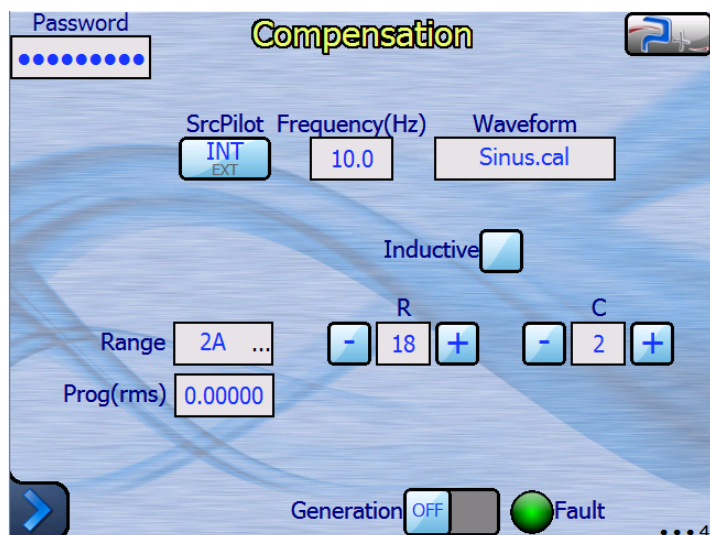 Password
•••••••••
Compensation
SrcPilot Frequency(Hz) Waveform
INT
EXT
10.0
Sinus.cal
Inductive
R
C
Range 2A ... - 18 + - 2 +
Prog(rms) 0.00000
Generation OFF Fault
•••4